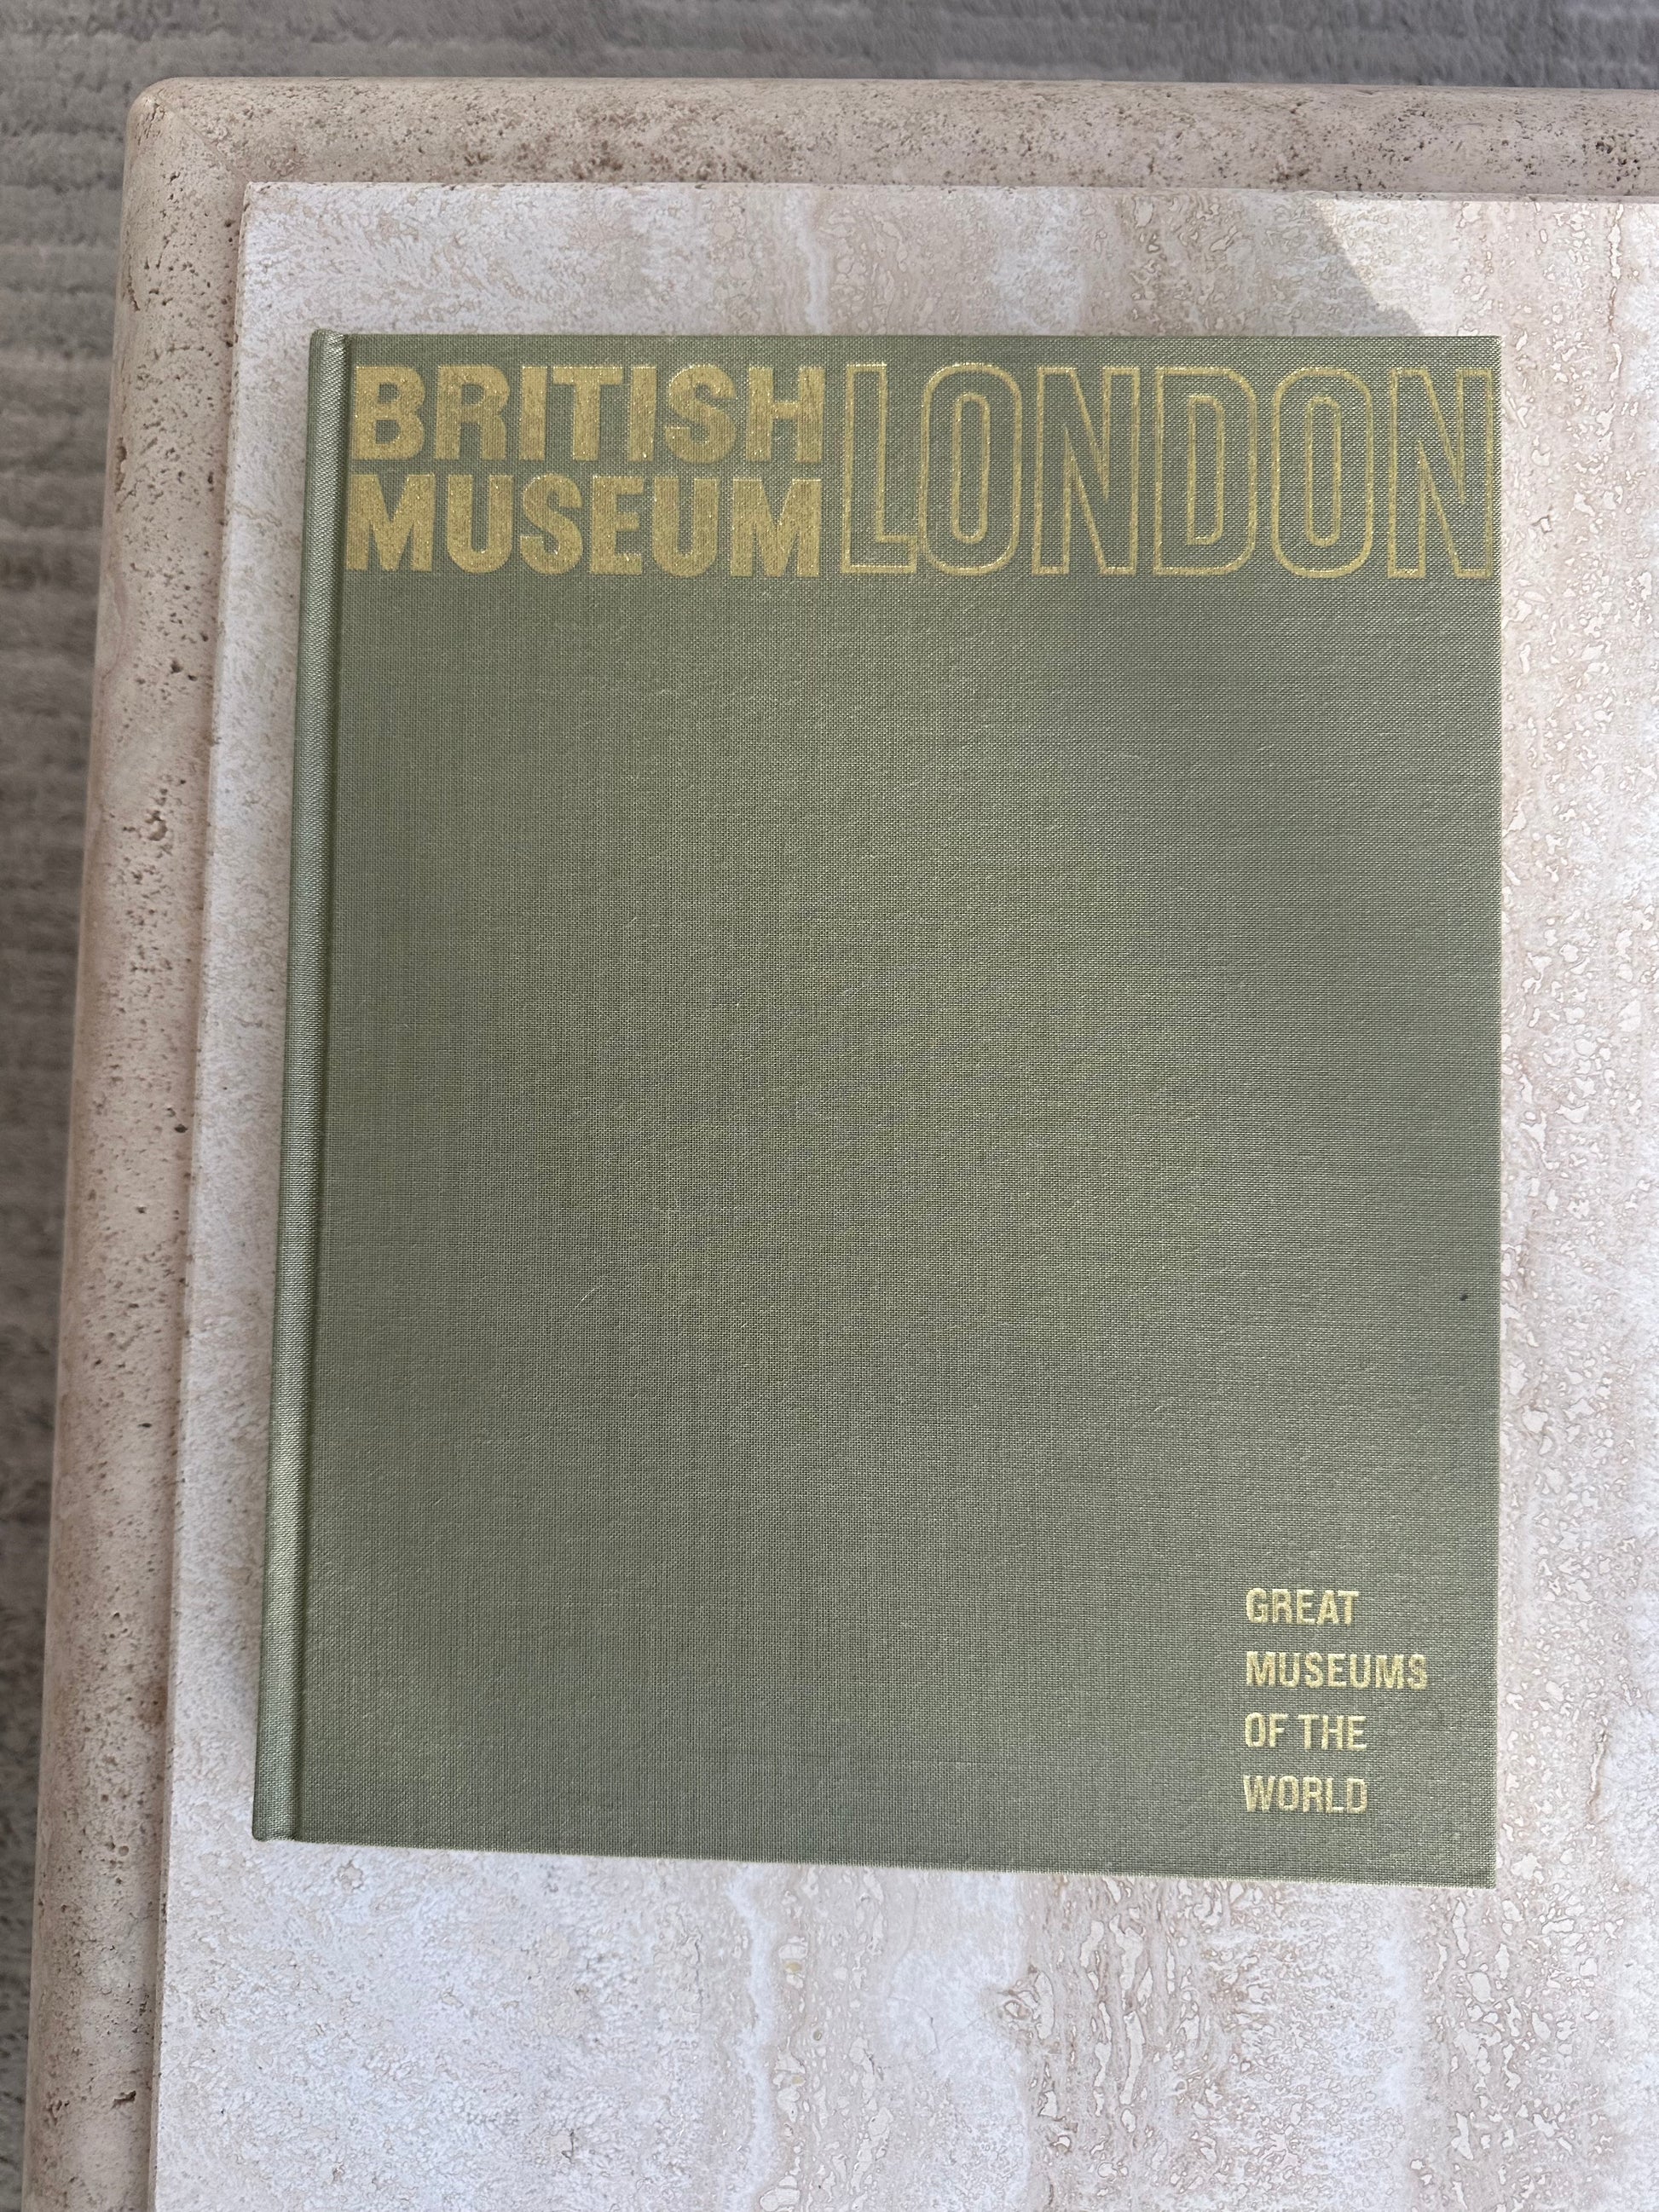 BRITISH
MUSEUM
LONDON
GREAT
MUSEUMS
OF THE
WORLD